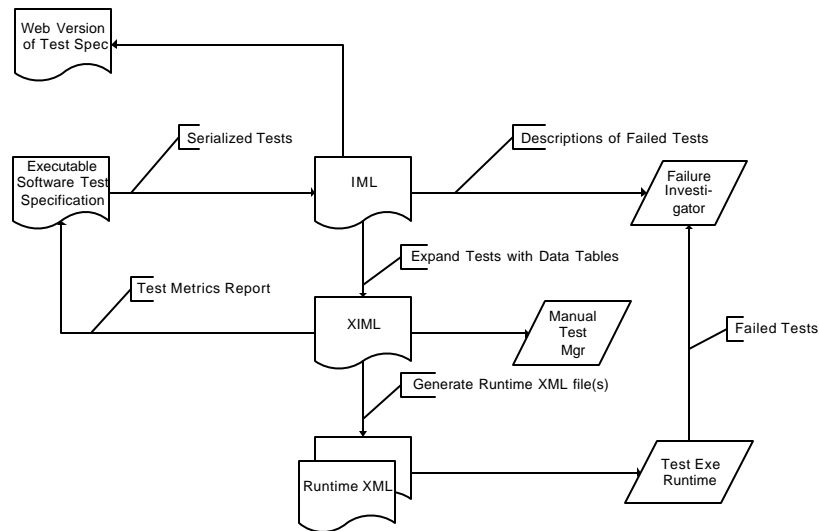 Web Version
of Test Spec
Serialized Tests
Descriptions of Failed Tests
Executable
Software Test
Specification
IML
Failure
Investi-
gator
Expand Tests with Data Tables
Test Metrics Report
XIML
Manual
Test
Mgr
Failed Tests
Generate Runtime XML file(s)
Runtime XML
Test Exe
Runtime